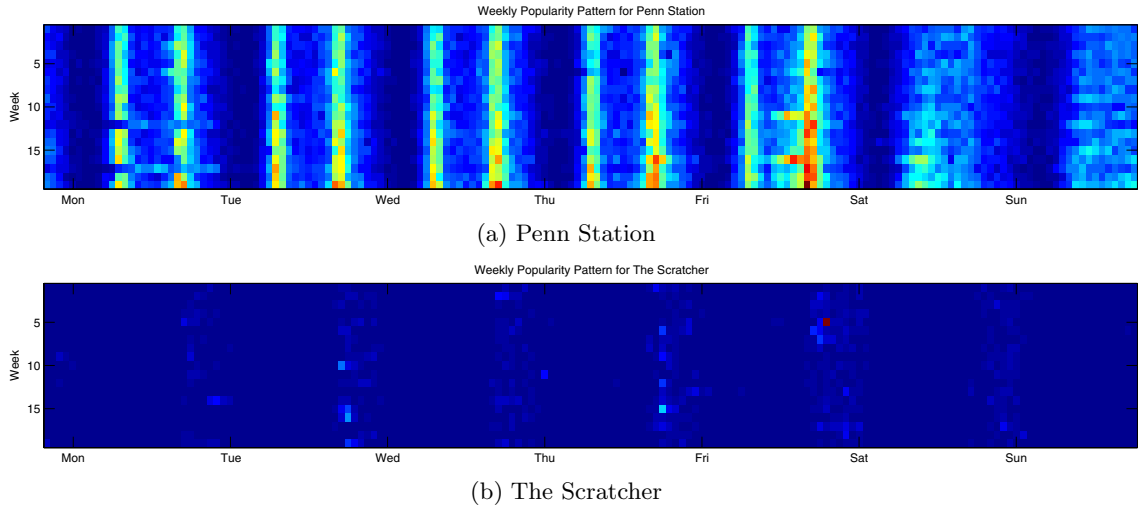 Weekly Popularity Pattern for Penn Station
Week
5
10
15
Mon Tue Wed Thu Fri Sat Sun
(a) Penn Station
Weekly Popularity Pattern for The Scratcher
Week
5
10
15
Mon Tue Wed Thu Fri Sat Sun
(b) The Scratcher